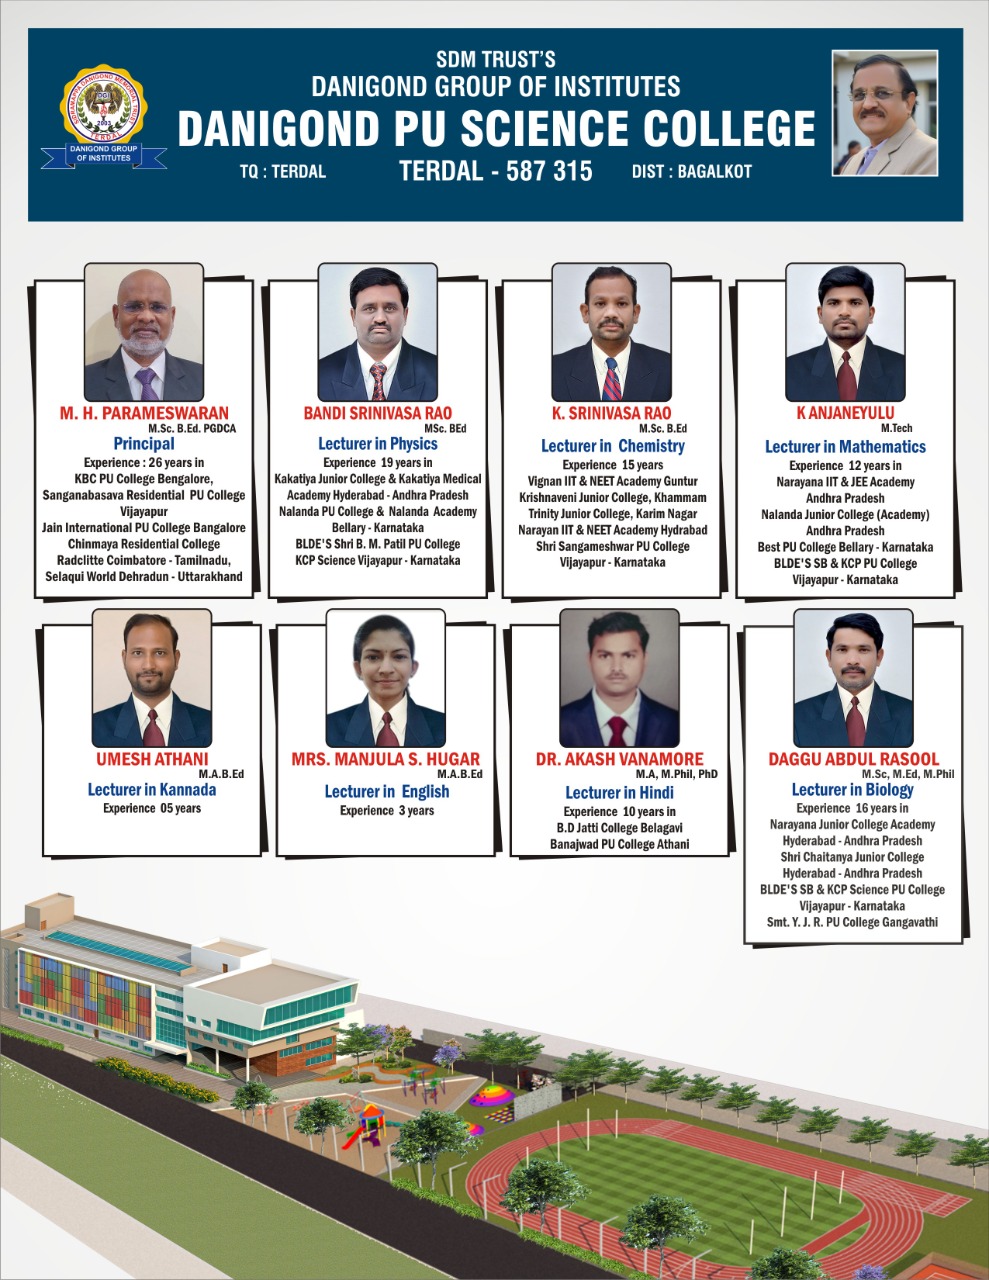 SDM TRUST'S
DANIGOND GROUP OF INSTITUTES
DANIGOND PU SCIENCE COLLEGE
TQ : TERDAL TERDAL - 587 315 DIST : BAGALKOT
SIDRAMAPPA DANIGOND MEMORIAL TRUST
DGI
2003
TERDAL
DANIGOND GROUP
OF INSTITUTES
M. H. PARAMESWARAN
M.Sc. B.Ed. PGDCA
Principal
Experience : 26 years in
KBC PU College Bengalore,
Sanganabasava Residential PU College
Vijayapur
Jain International PU College Bangalore
Chinmaya Residential College
Radclitte Coimbatore - Tamilnadu,
Selaqui World Dehradun - Uttarakhand
BANDI SRINIVASA RAO
MSc. BEd
Lecturer in Physics
Experience 19 years in
Kakatiya Junior College & Kakatiya Medical
Academy Hyderabad - Andhra Pradesh
Nalanda PU College & Nalanda Academy
Bellary - Karnataka
BLDE'S Shri B. M. Patil PU College
KCP Science Vijayapur - Karnataka
K. SRINIVASA RAO
M.Sc. B.Ed
Lecturer in Chemistry
Experience 15 years
Vignan IIT & NEET Academy Guntur
Krishnaveni Junior College, Khammam
Trinity Junior College, Karim Nagar
Narayan IIT & NEET Academy Hydrabad
Shri Sangameshwar PU College
Vijayapur - Karnataka
K ANJANEYULU
M.Tech
Lecturer in Mathematics
Experience 12 years in
Narayana IIT & JEE Academy
Andhra Pradesh
Nalanda Junior College (Academy)
Andhra Pradesh
Best PU College Bellary - Karnataka
BLDE'S SB & KCP PU College
Vijayapur - Karnataka
UMESH ATHANI
M.A.B.Ed
Lecturer in Kannada
Experience 05 years
MRS. MANJULA S. HUGAR
M.A.B.Ed
Lecturer in English
Experience 3 years
DR. AKASH VANAMORE
M.A, M.Phil, PhD
Lecturer in Hindi
Experience 10 years in
B.D Jatti College Belagavi
Banajwad PU College Athani
DAGGU ABDUL RASOOL
M.Sc, M.Ed, M.Phil
Lecturer in Biology
Experience 16 years in
Narayana Junior College Academy
Hyderabad - Andhra Pradesh
Shri Chaitanya Junior College
Hyderabad - Andhra Pradesh
BLDE'S SB & KCP Science PU College
Vijayapur - Karnataka
Smt. Y. J. R. PU College Gangavathi